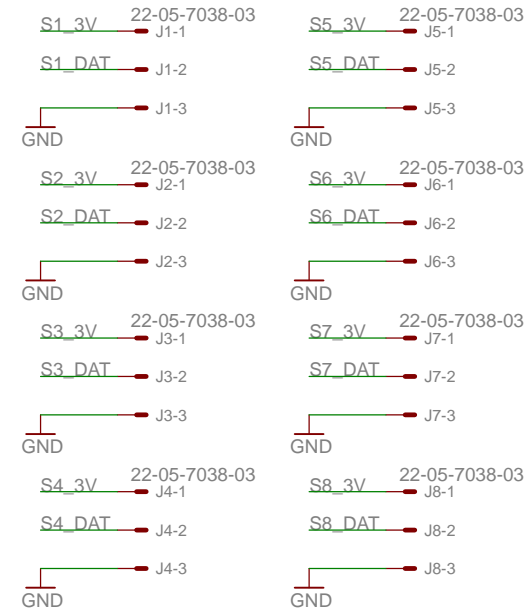 22-05-7038-03
S1_3V J1-1
S1_DAT J1-2
J1-3
GND
22-05-7038-03
S2_3V J2-1
S2_DAT J2-2
J2-3
GND
22-05-7038-03
S3_3V J3-1
S3_DAT J3-2
J3-3
GND
22-05-7038-03
S4_3V J4-1
S4_DAT J4-2
J4-3
GND
22-05-7038-03
S5_3V J5-1
S5_DAT J5-2
J5-3
GND
22-05-7038-03
S6_3V J6-1
S6_DAT J6-2
J6-3
GND
22-05-7038-03
S7_3V J7-1
S7_DAT J7-2
J7-3
GND
22-05-7038-03
S8_3V J8-1
S8_DAT J8-2
J8-3
GND